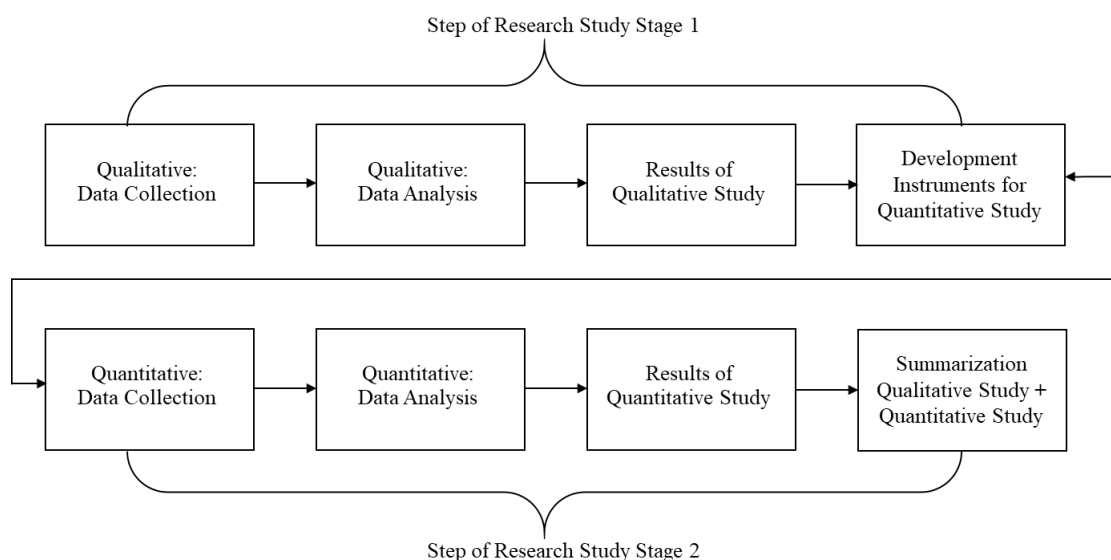 Step of Research Study Stage 1
Qualitative:
Data Collection
Qualitative:
Data Analysis
Results of
Qualitative Study
Development
Instruments for
Quantitative Study
Quantitative:
Data Collection
Quantitative:
Data Analysis
Results of
Quantitative Study
Summarization
Qualitative Study +
Quantitative Study
Step of Research Study Stage 2